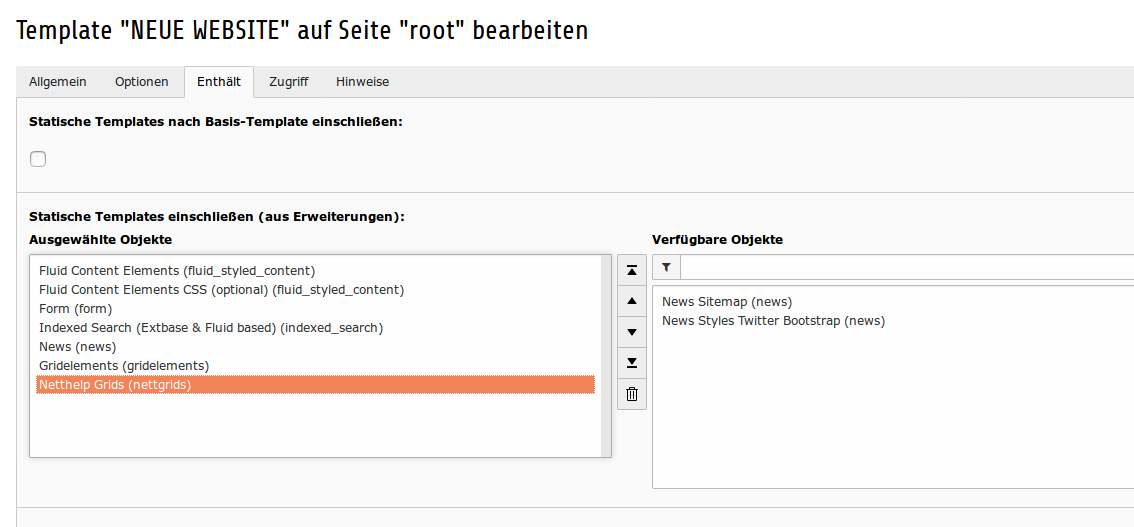 Template "NEUE WEBSITE" auf Seite "root" bearbeiten
Allgemein Optionen Enthält Zugriff Hinweise
Statische Templates nach Basis-Template einschließen:
Statische Templates einschließen (aus Erweiterungen):
Ausgewählte Objekte
Fluid Content Elements (fluid_styled_content)
Fluid Content Elements CSS (optional) (fluid_styled_content)
Form (form)
Indexed Search (Extbase & Fluid based) (indexed_search)
News (news)
Gridelements (gridelements)
Netthelp Grids (nettgrids)
Verfügbare Objekte
News Sitemap (news)
News Styles Twitter Bootstrap (news)